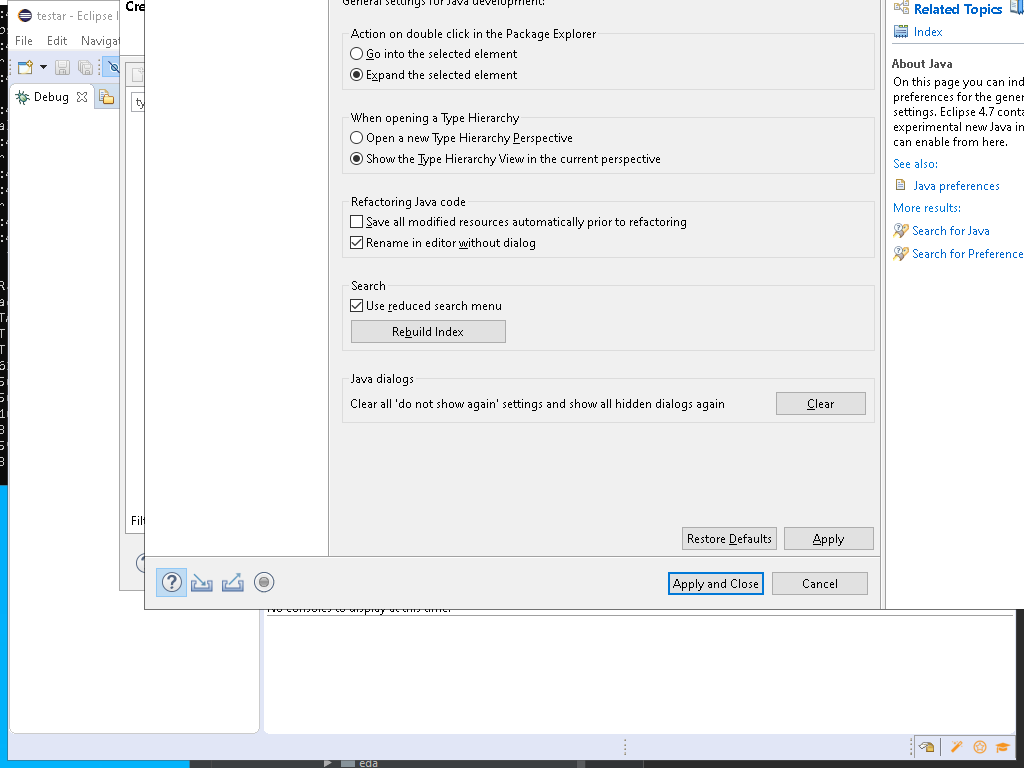 testar - Eclipse
File Edit Navigat
Debug
Cre
ty
Filt
General settings for Java development:
Action on double click in the Package Explorer
Go into the selected element
Expand the selected element
When opening a Type Hierarchy
Open a new Type Hierarchy Perspective
Show the Type Hierarchy View in the current perspective
Refactoring Java code
Save all modified resources automatically prior to refactoring
Rename in editor without dialog
Search
Use reduced search menu
Rebuild Index
Java dialogs
Clear all 'do not show again' settings and show all hidden dialogs again
Clear
Restore Defaults
Apply
Apply and Close
Cancel
Related Topics
Index
About Java
On this page you can ind
preferences for the gener
settings. Eclipse 4.7 conta
experimental new Java in
can enable from here.
See also:
Java preferences
More results:
Search for Java
Search for Preference
No consoles to display at this time.
eda